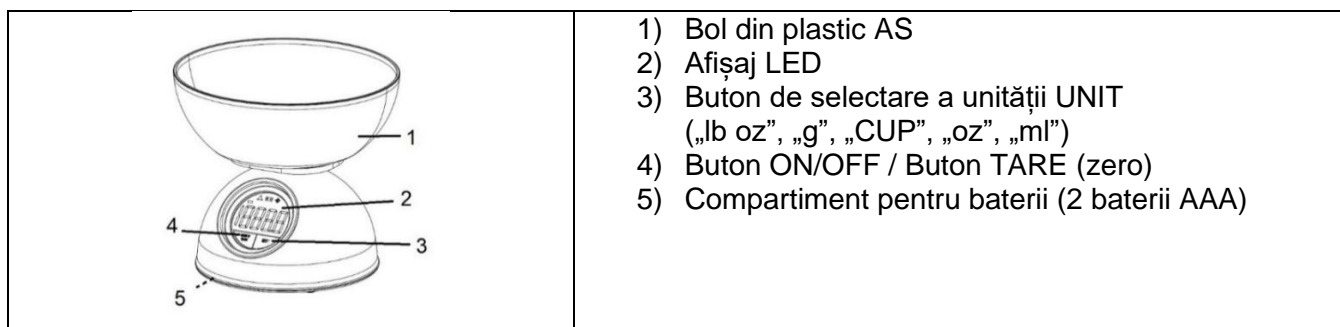 1
2
4
3
5
1) Bol din plastic AS
2) Afișaj LED
3) Buton de selectare a unității UNIT
(„lb oz”, „g”, „CUP”, „oz”, „ml”)
4) Buton ON/OFF / Buton TARE (zero)
5) Compartiment pentru baterii (2 baterii AAA)